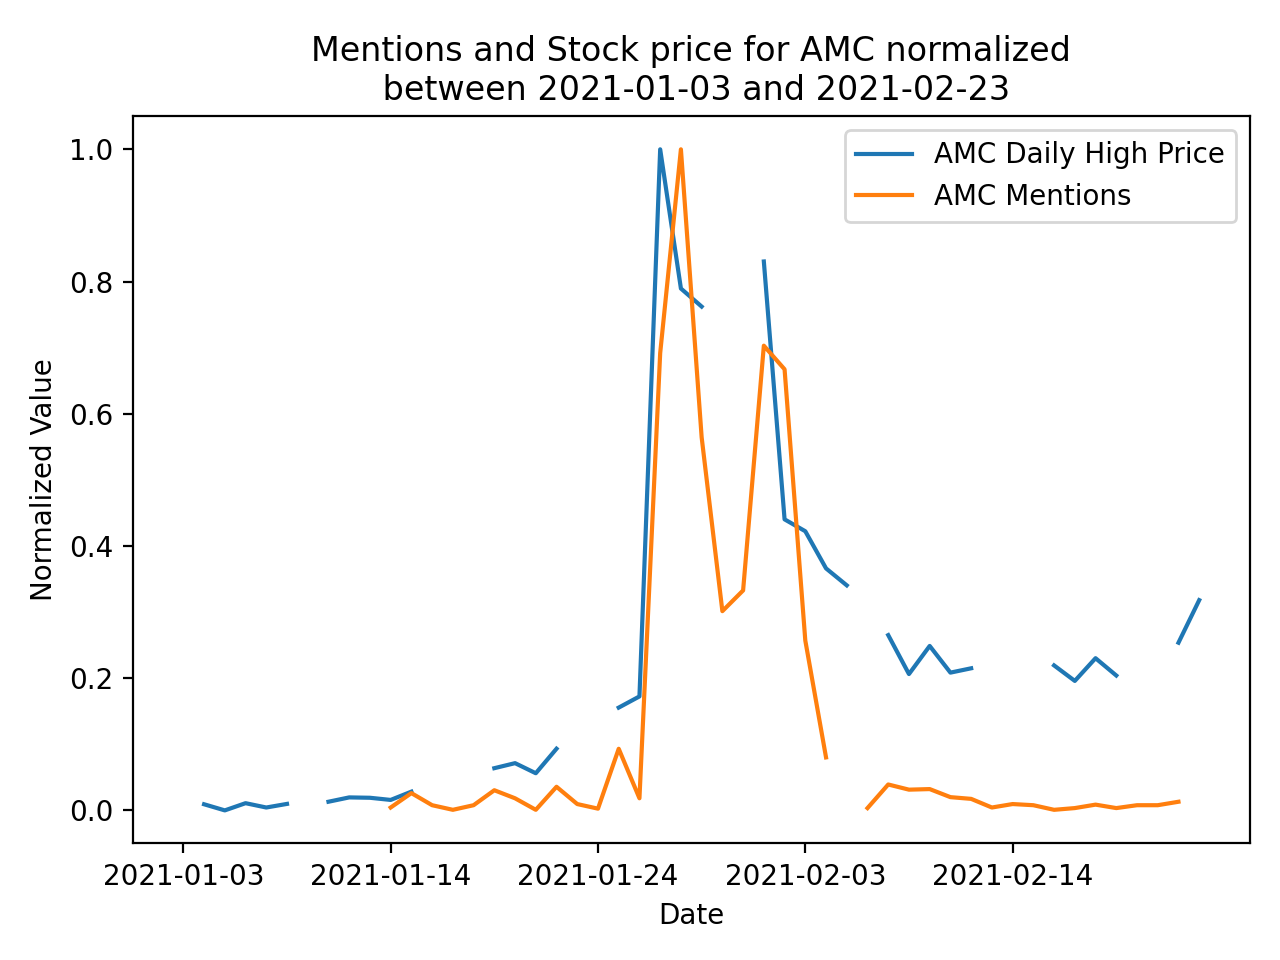 Mentions and Stock price for AMC normalized
between 2021-01-03 and 2021-02-23
AMC Daily High Price
AMC Mentions
1.0
0.8
0.6
0.4
0.2
0.0
Normalized Value
2021-01-03
2021-01-14
2021-01-24
2021-02-03
2021-02-14
Date